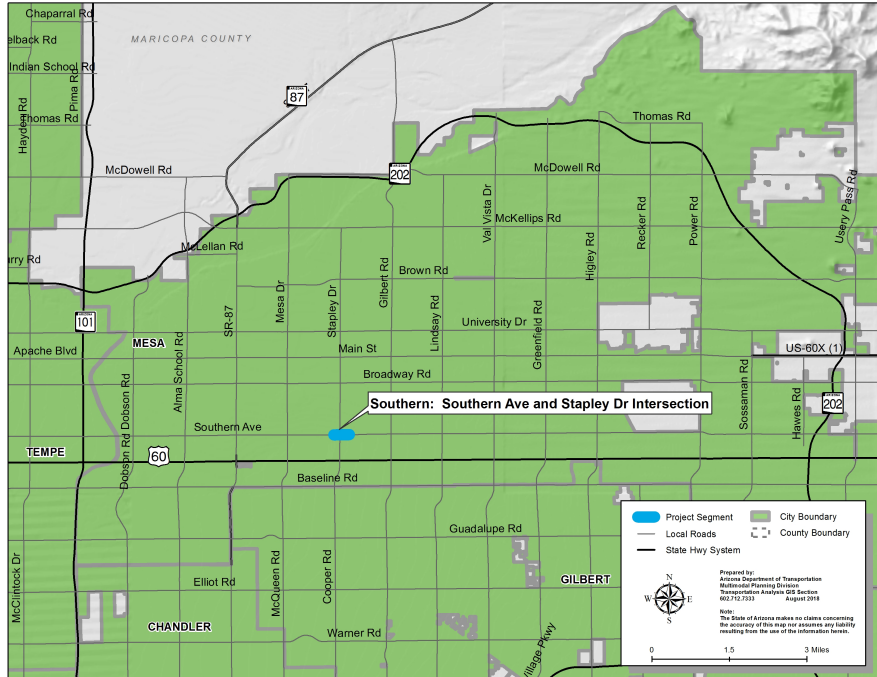 Chaparral Rd
elback Rd
Indian School Rd
Pima Rd
Hayden Rd
Thomas Rd
MARICOPA COUNTY
ARIZONA
87
Thomas Rd
McDowell Rd
ARIZONA
202
McDowell Rd
Usery Pass Rd
Val Vista Dr
McKellips Rd
Recker Rd
Power Rd
McLellan Rd
Higley Rd
urry Rd
Gilbert Rd
Brown Rd
Mesa Dr
Stapley Dr
SR-87
Lindsay Rd
University Dr
Greenfield Rd
ARIZONA
101
MESA
Main St
US-60X (1)
Apache Blvd
Alma School Rd
Broadway Rd
Sossaman Rd
Hawes Rd
ARIZONA
202
Dobson Rd
Dobson Rd
Southern: Southern Ave and Stapley Dr Intersection
Southern Ave
TEMPE
60
Baseline Rd
Guadalupe Rd
McClintock Dr
McQueen Rd
Cooper Rd
Elliot Rd
GILBERT
CHANDLER
Warner Rd
Village Pkwy
Project Segment
City Boundary
Local Roads
County Boundary
State Hwy System
N
W
E
S
Prepared by:
Arizona Department of Transportation
Multimodal Planning Division
Transportation Analysis GIS Section
602.712.7333 August 2018
Note:
The State of Arizona makes no claims concerning
the accuracy of this map nor assumes any liability
resulting from the use of the information herein.
0 1.5 3 Miles